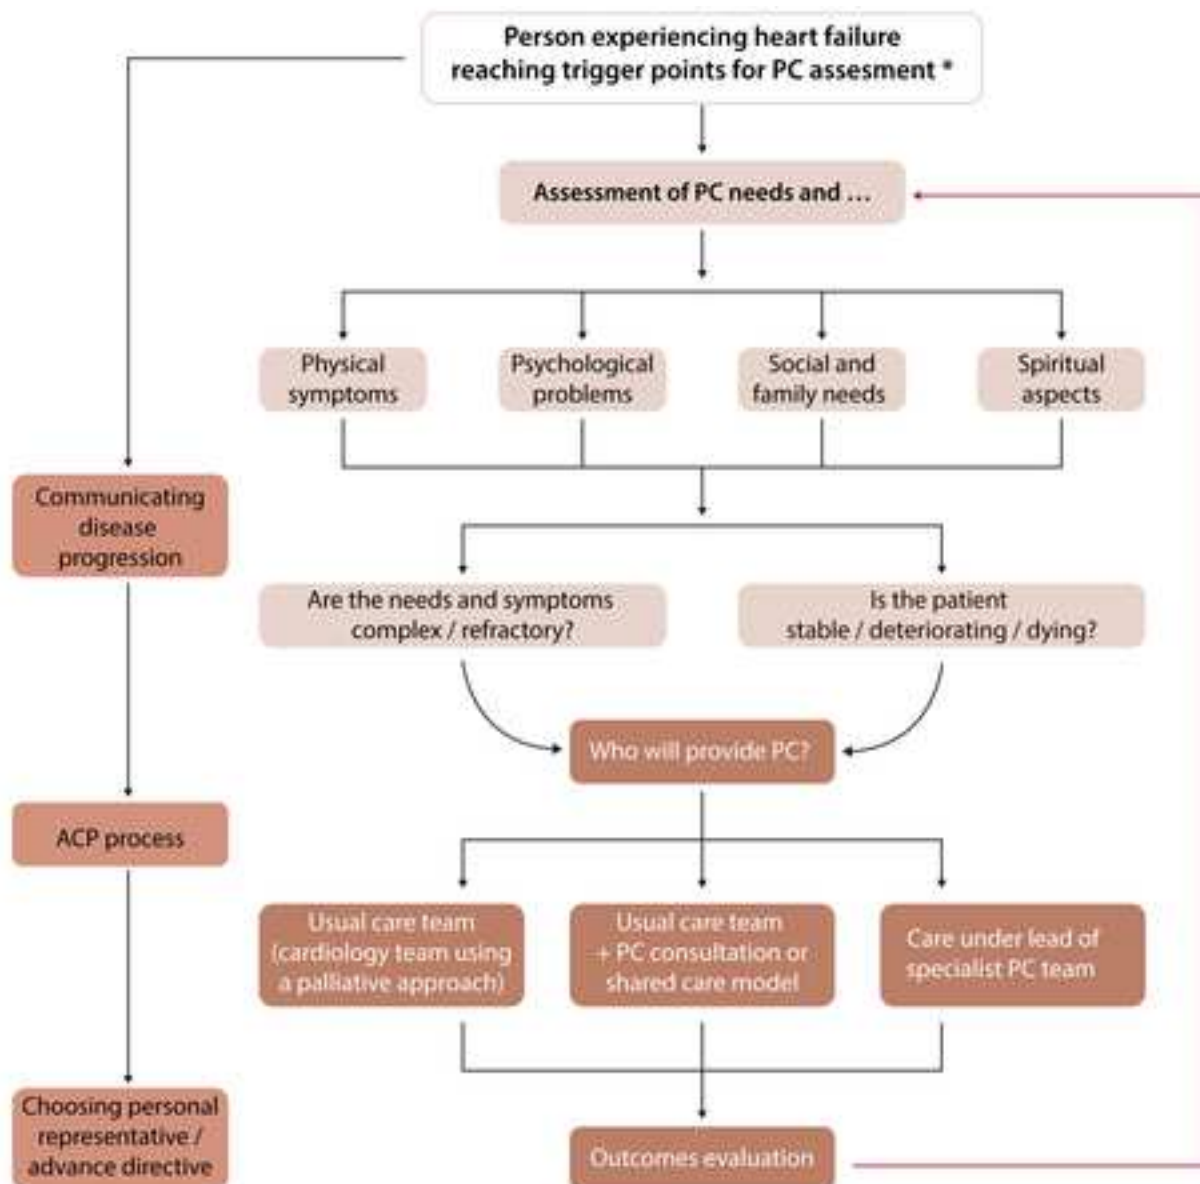 Person experiencing heart failure
reaching trigger points for PC assesment *
Assessment of PC needs and ...
Physical
symptoms
Psychological
problems
Social and
family needs
Spiritual
aspects
Communicating
disease
progression
Are the needs and symptoms
complex / refractory?
Is the patient
stable / deteriorating / dying?
Who will provide PC?
ACP process
Usual care team
(cardiology team using
a palliative approach)
Usual care team
+ PC consultation or
shared care model
Care under lead of
specialist PC team
Choosing personal
representative /
advance directive
Outcomes evaluation